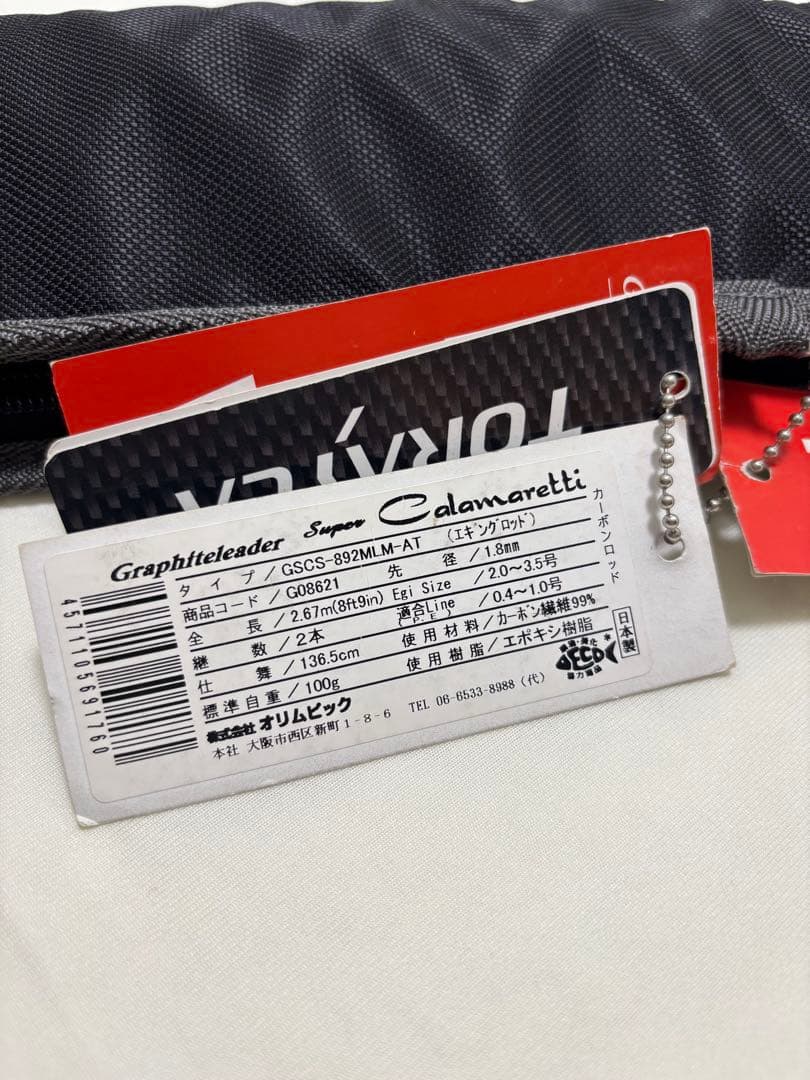 TORAYCA
Graphiteleader Super Calamaretti
タイプ/GSCS-892MLM-AT (エギングロッド)
商品コード/G08621 先径/1.8mm
全長/2.67m(8ft9in) Egi Size/2.0~3.5号
継数/2本 適合Line(P.E)/0.4~1.0号
仕舞/136.5cm 使用材料/カーボン繊維99%
標準自重/100g 使用樹脂/エポキシ樹脂
株式会社オリムピック
本社 大阪市西区新町1-8-6 TEL 06-6533-8988(代)
カーボンロッド
日本製
DECO
4571105691760